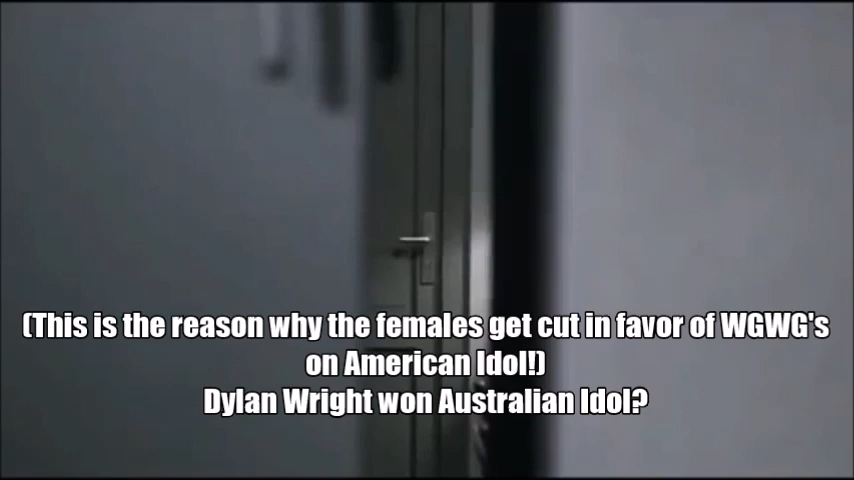 (This is the reason why the females get cut in favor of WGWG's
on American Idol!)
Dylan Wright won Australian Idol?